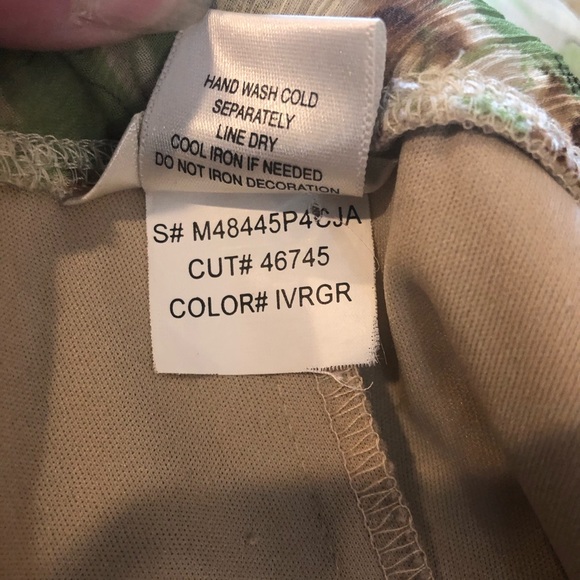 HAND WASH COLD
SEPARATELY
LINE DRY
COOL IRON IF NEEDED
DO NOT IRON DECORATION
S# M48445P4CJA
CUT# 46745
COLOR# IVRGR